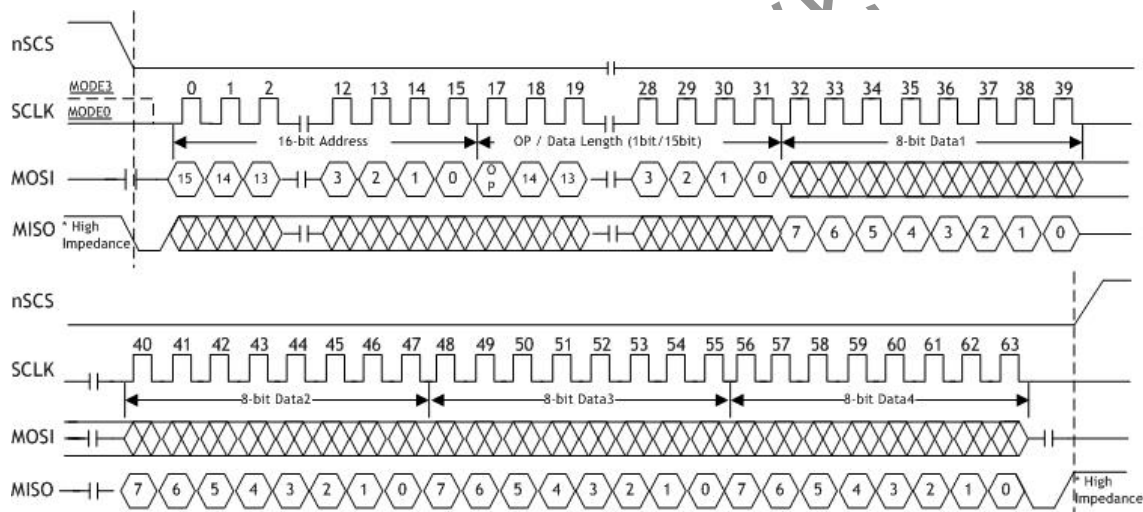 nSCS
MODE3
0 1 2 12 13 14 15 17 18 19 28 29 30 31 32 33 34 35 36 37 38 39
SCLK MODE0
16-bit Address OP / Data Length (1bit/15bit) 8-bit Data1
MOSI 15 14 13 3 2 1 0 O P 14 13 3 2 1 0
MISO * High Impedance 7 6 5 4 3 2 1 0
nSCS
40 41 42 43 44 45 46 47 48 49 50 51 52 53 54 55 56 57 58 59 60 61 62 63
SCLK
8-bit Data2 8-bit Data3 8-bit Data4
MOSI
MISO 7 6 5 4 3 2 1 0 7 6 5 4 3 2 1 0 7 6 5 4 3 2 1 0 * High Impedance